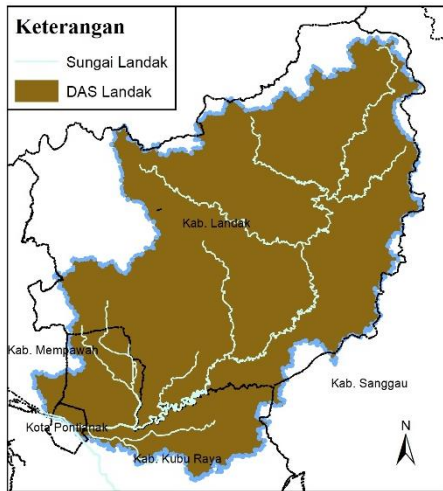 Keterangan
Sungai Landak
DAS Landak
Kab. Landak
Kab. Mempawah
Kab. Sanggau
Kota Pontianak
Kab. Kubu Raya
N